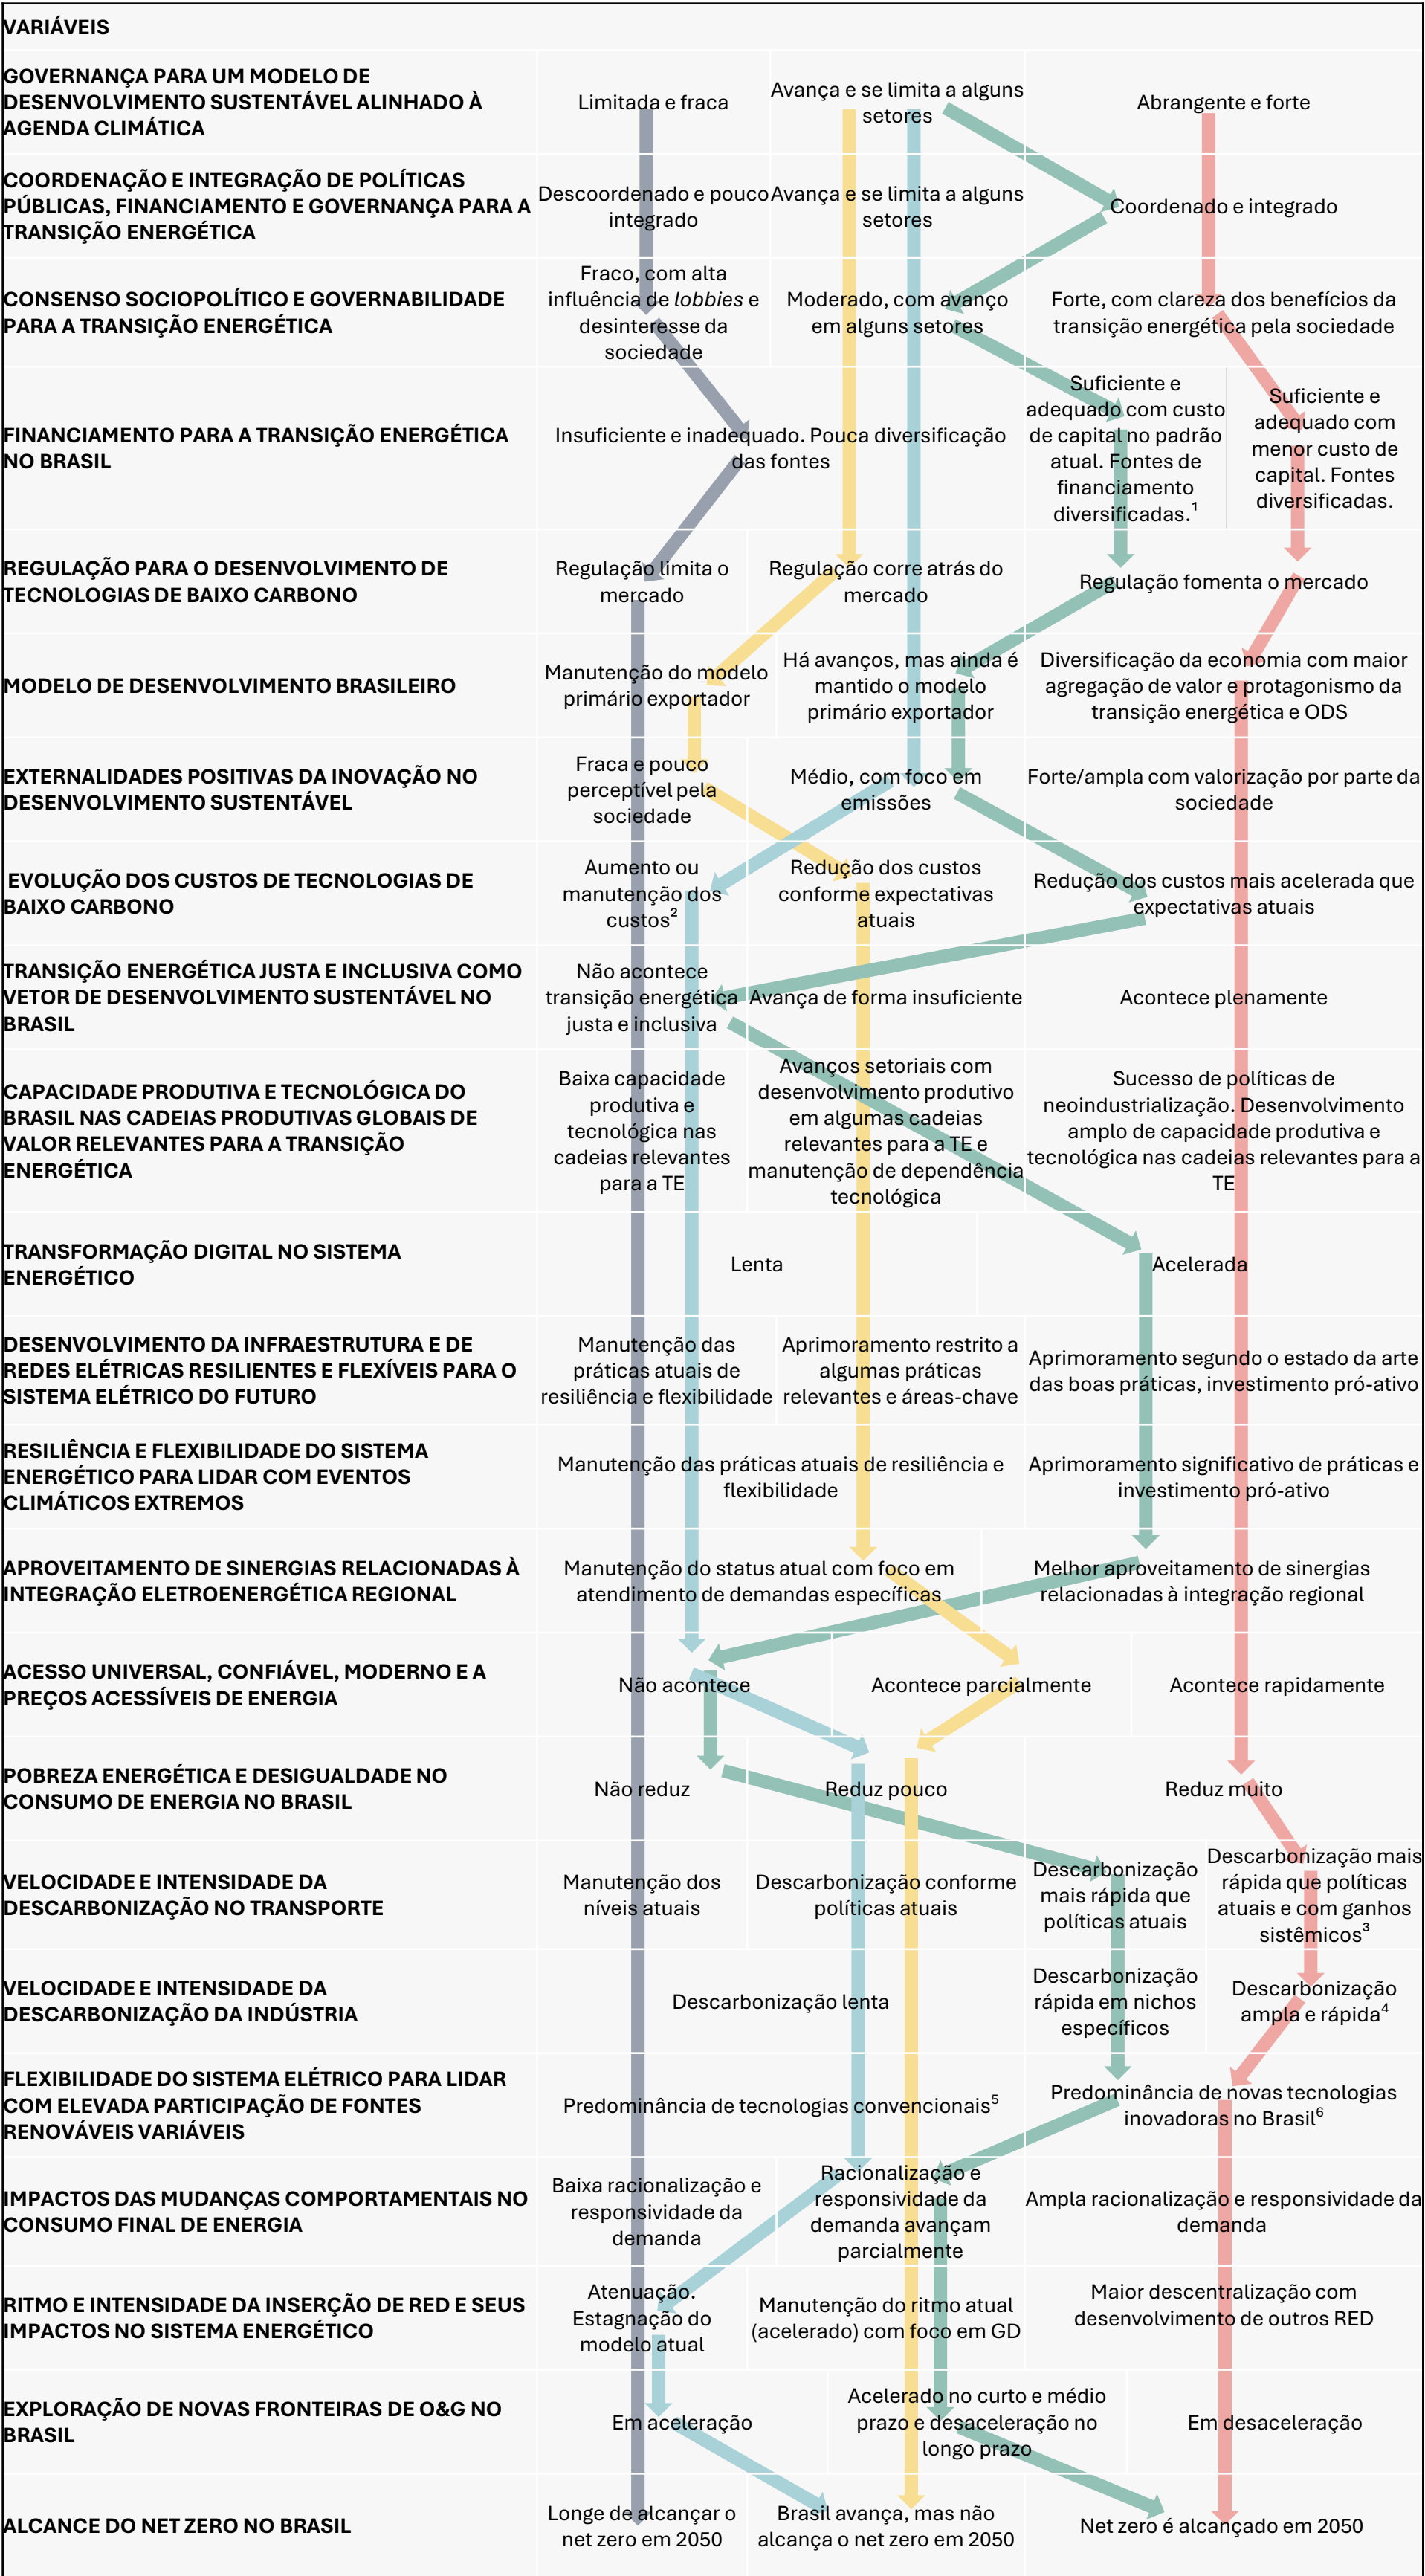 VARIÁVEIS
GOVERNANÇA PARA UM MODELO DE
DESENVOLVIMENTO SUSTENTÁVEL ALINHADO À
AGENDA CLIMÁTICA
Limitada e fraca
Avança e se limita a alguns
setores
Abrangente e forte
COORDENAÇÃO E INTEGRAÇÃO DE POLÍTICAS
PÚBLICAS, FINANCIAMENTO E GOVERNANÇA PARA A
TRANSIÇÃO ENERGÉTICA
Descoordenado e pouco
integrado
Avança e se limita a alguns
setores
Coordenado e integrado
CONSENSO SOCIOPOLÍTICO E GOVERNABILIDADE
PARA A TRANSIÇÃO ENERGÉTICA
Fraco, com alta
influência de lobbies e
desinteresse da
sociedade
Moderado, com avanço
em alguns setores
Forte, com clareza dos benefícios da
transição energética pela sociedade
FINANCIAMENTO PARA A TRANSIÇÃO ENERGÉTICA
NO BRASIL
Insuficiente e inadequado. Pouca diversificação
das fontes
Suficiente e
adequado com custo
de capital no padrão
atual. Fontes de
financiamento
diversificadas.¹
Suficiente e
adequado com
menor custo de
capital. Fontes
diversificadas.
REGULAÇÃO PARA O DESENVOLVIMENTO DE
TECNOLOGIAS DE BAIXO CARBONO
Regulação limita o
mercado
Regulação corre atrás do
mercado
Regulação fomenta o mercado
MODELO DE DESENVOLVIMENTO BRASILEIRO
Manutenção do modelo
primário exportador
Há avanços, mas ainda é
mantido o modelo
primário exportador
Diversificação da economia com maior
agregação de valor e protagonismo da
transição energética e ODS
EXTERNALIDADES POSITIVAS DA INOVAÇÃO NO
DESENVOLVIMENTO SUSTENTÁVEL
Fraca e pouco
perceptível pela
sociedade
Médio, com foco em
emissões
Forte/ampla com valorização por parte da
sociedade
EVOLUÇÃO DOS CUSTOS DE TECNOLOGIAS DE
BAIXO CARBONO
Aumento ou
manutenção dos
custos²
Redução dos custos
conforme expectativas
atuais
Redução dos custos mais acelerada que
expectativas atuais
TRANSIÇÃO ENERGÉTICA JUSTA E INCLUSIVA COMO
VETOR DE DESENVOLVIMENTO SUSTENTÁVEL NO
BRASIL
Não acontece
transição energética
justa e inclusiva
Avança de forma insuficiente
Acontece plenamente
CAPACIDADE PRODUTIVA E TECNOLÓGICA DO
BRASIL NAS CADEIAS PRODUTIVAS GLOBAIS DE
VALOR RELEVANTES PARA A TRANSIÇÃO
ENERGÉTICA
Baixa capacidade
produtiva e
tecnológica nas
cadeias relevantes
para a TE
Avanços setoriais com
desenvolvimento produtivo
em algumas cadeias
relevantes para a TE e
manutenção de dependência
tecnológica
Sucesso de políticas de
neoindustrialização. Desenvolvimento
amplo de capacidade produtiva e
tecnológica nas cadeias relevantes para a
TE
TRANSFORMAÇÃO DIGITAL NO SISTEMA
ENERGÉTICO
Lenta
Acelerada
DESENVOLVIMENTO DA INFRAESTRUTURA E DE
REDES ELÉTRICAS RESILIENTES E FLEXÍVEIS PARA O
SISTEMA ELÉTRICO DO FUTURO
Manutenção das
práticas atuais de
resiliência e flexibilidade
Aprimoramento restrito a
algumas práticas
relevantes e áreas-chave
Aprimoramento segundo o estado da arte
das boas práticas, investimento pró-ativo
RESILIÊNCIA E FLEXIBILIDADE DO SISTEMA
ENERGÉTICO PARA LIDAR COM EVENTOS
CLIMÁTICOS EXTREMOS
Manutenção das práticas atuais de resiliência e
flexibilidade
Aprimoramento significativo de práticas e
investimento pró-ativo
APROVEITAMENTO DE SINERGIAS RELACIONADAS À
INTEGRAÇÃO ELETROENERGÉTICA REGIONAL
Manutenção do status atual com foco em
atendimento de demandas específicas
Melhor aproveitamento de sinergias
relacionadas à integração regional
ACESSO UNIVERSAL, CONFIÁVEL, MODERNO E A
PREÇOS ACESSÍVEIS DE ENERGIA
Não acontece
Acontece parcialmente
Acontece rapidamente
POBREZA ENERGÉTICA E DESIGUALDADE NO
CONSUMO DE ENERGIA NO BRASIL
Não reduz
Reduz pouco
Reduz muito
VELOCIDADE E INTENSIDADE DA
DESCARBONIZAÇÃO NO TRANSPORTE
Manutenção dos
níveis atuais
Descarbonização conforme
políticas atuais
Descarbonização
mais rápida que
políticas atuais
Descarbonização mais
rápida que políticas
atuais e com ganhos
sistêmicos³
VELOCIDADE E INTENSIDADE DA
DESCARBONIZAÇÃO DA INDÚSTRIA
Descarbonização lenta
Descarbonização
rápida em nichos
específicos
Descarbonização
ampla e rápida⁴
FLEXIBILIDADE DO SISTEMA ELÉTRICO PARA LIDAR
COM ELEVADA PARTICIPAÇÃO DE FONTES
RENOVÁVEIS VARIÁVEIS
Predominância de tecnologias convencionais⁵
Predominância de novas tecnologias
inovadoras no Brasil⁶
IMPACTOS DAS MUDANÇAS COMPORTAMENTAIS NO
CONSUMO FINAL DE ENERGIA
Baixa racionalização e
responsividade da
demanda
Racionalização e
responsividade da
demanda avançam
parcialmente
Ampla racionalização e responsividade da
demanda
RITMO E INTENSIDADE DA INSERÇÃO DE RED E SEUS
IMPACTOS NO SISTEMA ENERGÉTICO
Atenuação.
Estagnação do
modelo atual
Manutenção do ritmo atual
(acelerado) com foco em GD
Maior descentralização com
desenvolvimento de outros RED
EXPLORAÇÃO DE NOVAS FRONTEIRAS DE O&G NO
BRASIL
Em aceleração
Acelerado no curto e médio
prazo e desaceleração no
longo prazo
Em desaceleração
ALCANCE DO NET ZERO NO BRASIL
Longe de alcançar o
net zero em 2050
Brasil avança, mas não
alcança o net zero em 2050
Net zero é alcançado em 2050